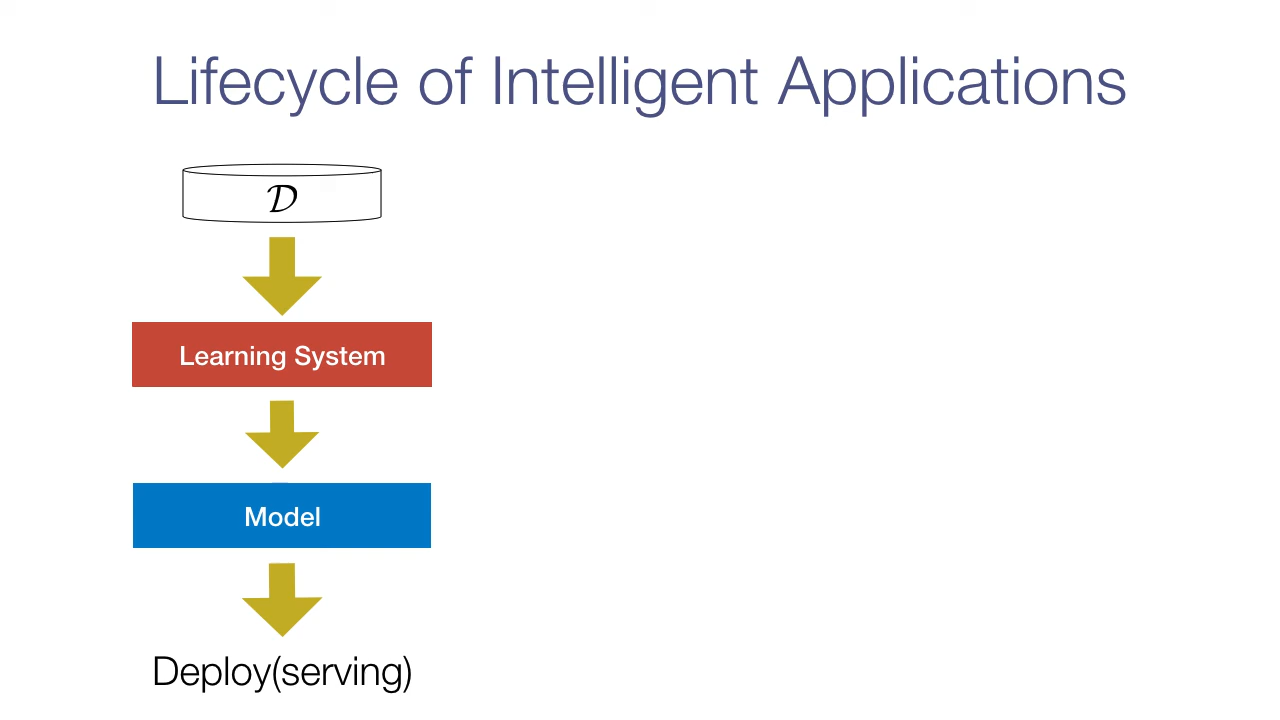 Lifecycle of Intelligent Applications
𝒟
Learning System
Model
Deploy(serving)